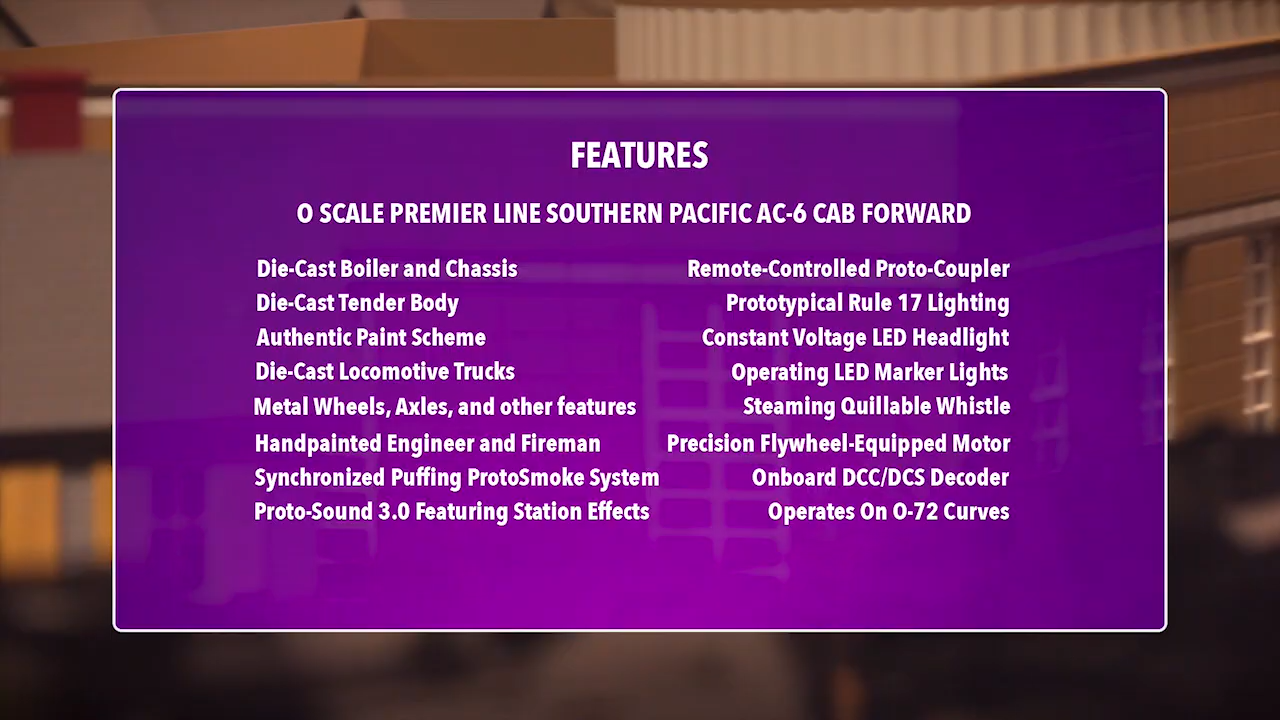 FEATURES
O SCALE PREMIER LINE SOUTHERN PACIFIC AC-6 CAB FORWARD
Die-Cast Boiler and Chassis
Die-Cast Tender Body
Authentic Paint Scheme
Die-Cast Locomotive Trucks
Metal Wheels, Axles, and other features
Handpainted Engineer and Fireman
Synchronized Puffing ProtoSmoke System
Proto-Sound 3.0 Featuring Station Effects
Remote-Controlled Proto-Coupler
Prototypical Rule 17 Lighting
Constant Voltage LED Headlight
Operating LED Marker Lights
Steaming Quillable Whistle
Precision Flywheel-Equipped Motor
Onboard DCC/DCS Decoder
Operates On O-72 Curves